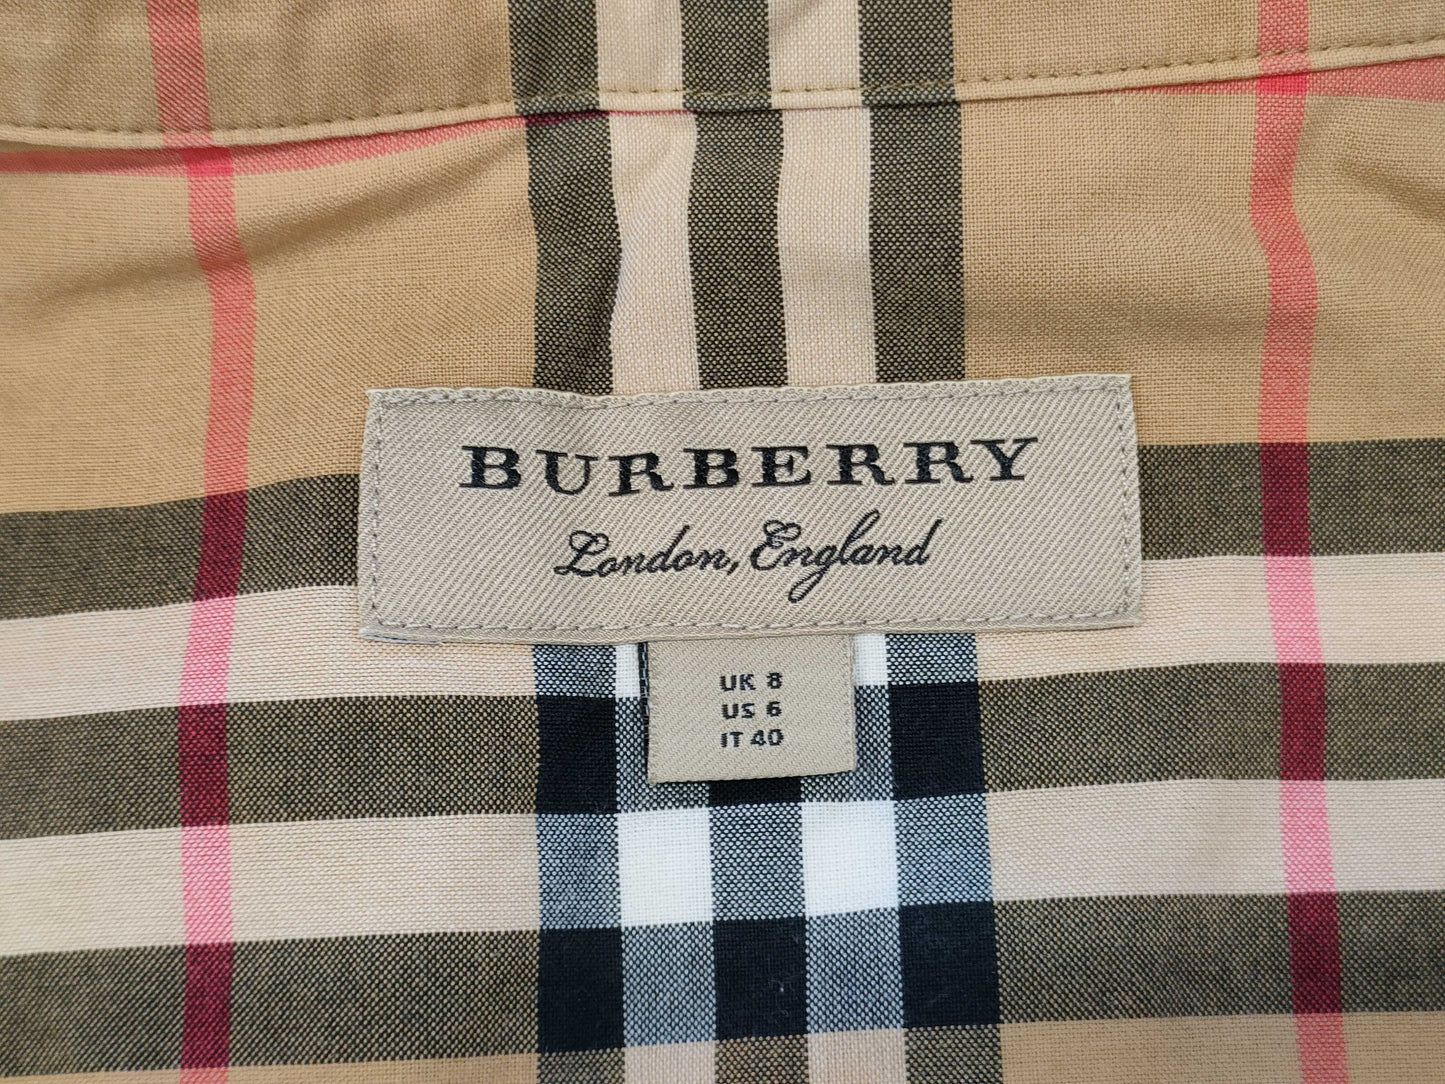 BURBERRY
London, England
UK 8
US 6
IT 40